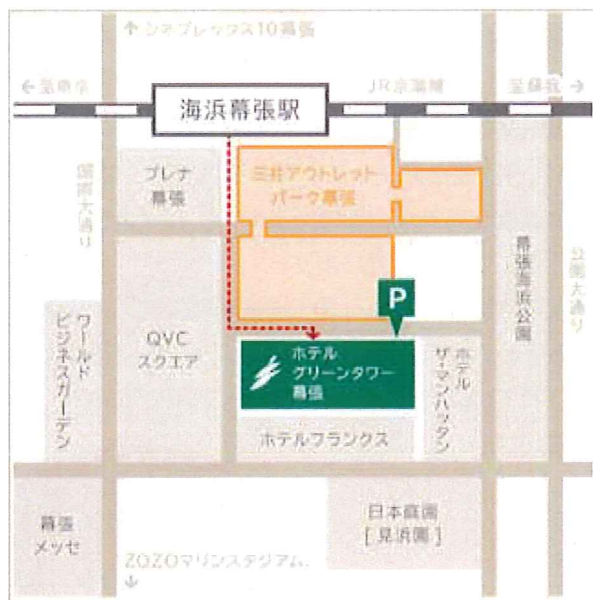 ↑ シネプレックス10幕張
← 至東京
JR京葉線
至蘇我 →
海浜幕張駅
プレナ
幕張
三井アウトレット
パーク幕張
国際大通り
幕張海浜公園
公園大通り
P
ワールド
ビジネスガーデン
QVC
スクエア
ホテル
グリーンタワー
幕張
ホテル
ザ・マンハッタン
ホテルフランクス
幕張
メッセ
日本庭園
[ 見浜園 ]
ZOZOマリンスタジアム
↓